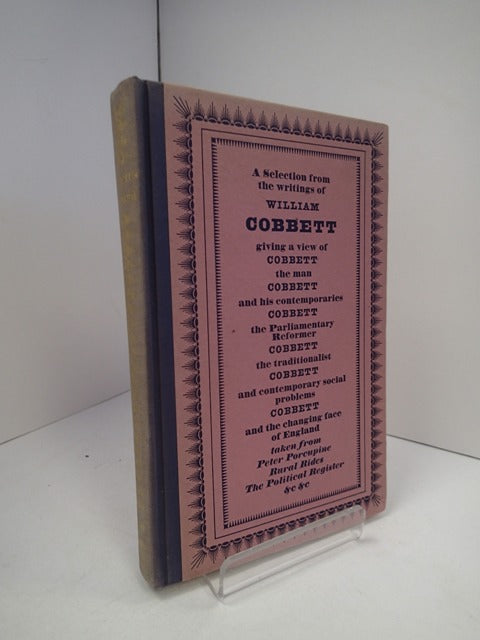 A Selection from
the writings of
WILLIAM
COBBETT
giving a view of
COBBETT
the man
COBBETT
and his contemporaries
COBBETT
the Parliamentary
Reformer
COBBETT
the traditionalist
COBBETT
and contemporary social
problems
COBBETT
and the changing face
of England
taken from
Peter Porcupine
Rural Rides
The Political Register
&c &c